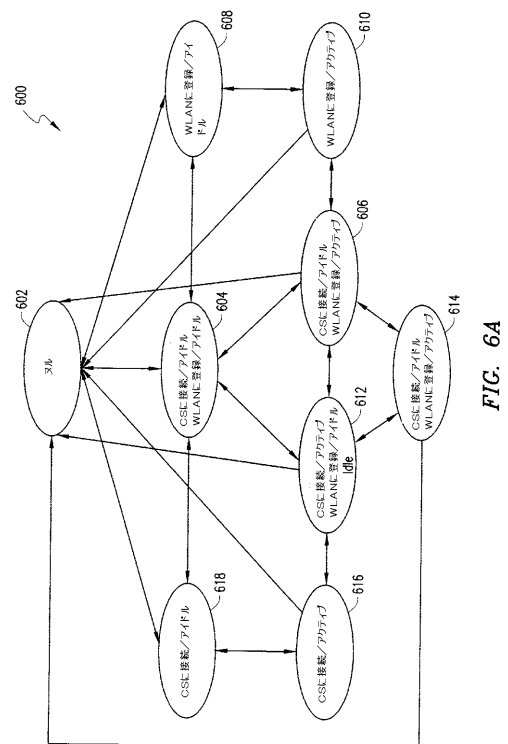 600
602
ヌル
608
WLANに登録／アイ
ドル
604
CSに接続／アイドル
WLANに登録／アイドル
618
CSに接続／アイドル
610
WLANに登録／アクティブ
606
CSに接続／アイドル
WLANに登録／アクティブ
612
CSに接続／アクティブ
WLANに登録／アイドル
Idle
616
CSに接続／アクティブ
614
CSに接続／アイドル
WLANに登録／アクティブ
FIG. 6A